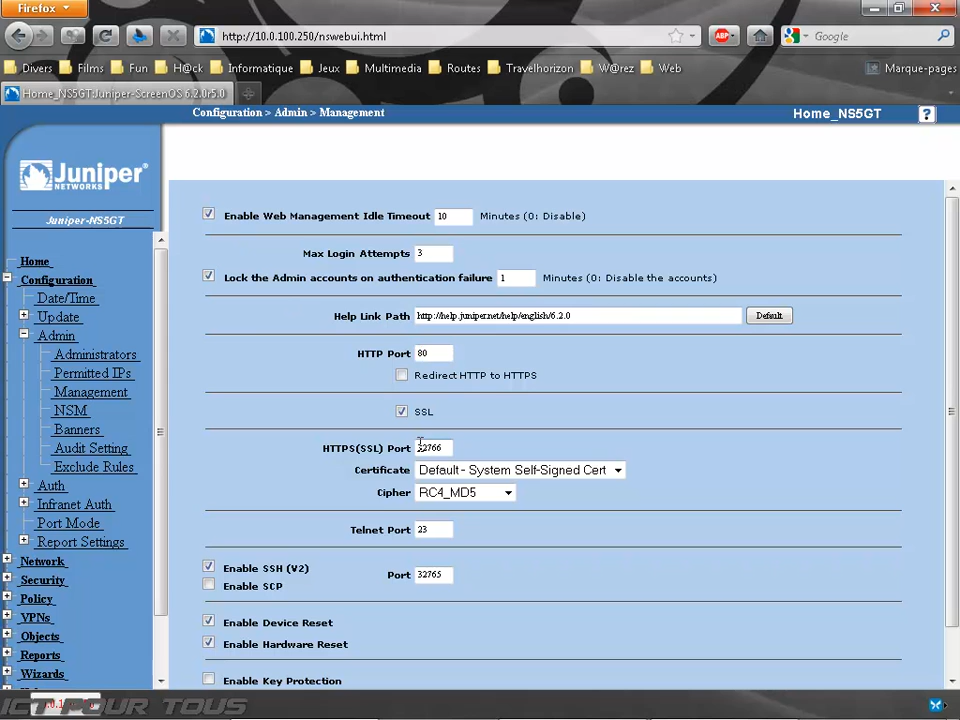 Firefox
http://10.0.100.250/nswebui.html
ABP
Google
Divers Films Fun H@ck Informatique Jeux Multimedia Routes Travelhorizon W@rez Web Marque-pages
Home_NS5GT:Juniper-ScreenOS 6.2.0r5.0
Configuration > Admin > Management
Home_NS5GT
?
Juniper
NETWORKS
Juniper-NS5GT
Home
Configuration
Date/Time
Update
Admin
Administrators
Permitted IPs
Management
NSM
Banners
Audit Setting
Exclude Rules
Auth
Infranet Auth
Port Mode
Report Settings
Network
Security
Policy
VPNs
Objects
Reports
Wizards
Enable Web Management Idle Timeout 10 Minutes (0: Disable)
Max Login Attempts 3
Lock the Admin accounts on authentication failure 1 Minutes (0: Disable the accounts)
Help Link Path http://help.juniper.net/help/english/6.2.0 Default
HTTP Port 80
Redirect HTTP to HTTPS
SSL
HTTPS(SSL) Port 32766
Certificate Default - System Self-Signed Cert
Cipher RC4_MD5
Telnet Port 23
Enable SSH (V2)
Port 32765
Enable SCP
Enable Device Reset
Enable Hardware Reset
Enable Key Protection
ICT FOUR TOUS